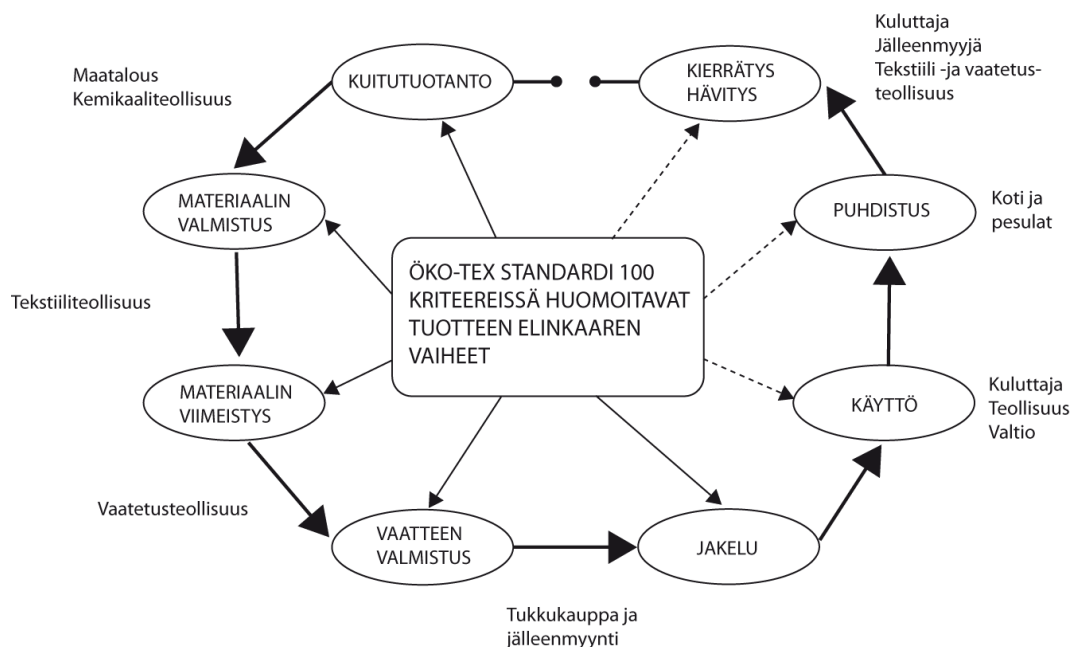 Kuluttaja
Jälleenmyyjä
Tekstiili -ja vaatetus-
teollisuus
Maatalous
Kemikaaliteollisuus
KUITUTUOTANTO
KIERRÄTYS
HÄVITYS
MATERIAALIN
VALMISTUS
PUHDISTUS
Koti ja
pesulat
ÖKO-TEX STANDARDI 100
KRITEEREISSÄ HUOMOITAVAT
TUOTTEEN ELINKAAREN
VAIHEET
Tekstiiliteollisuus
MATERIAALIN
VIIMEISTYS
KÄYTTÖ
Kuluttaja
Teollisuus
Valtio
Vaatetusteollisuus
VAATTEEN
VALMISTUS
JAKELU
Tukkukauppa ja
jälleenmyynti